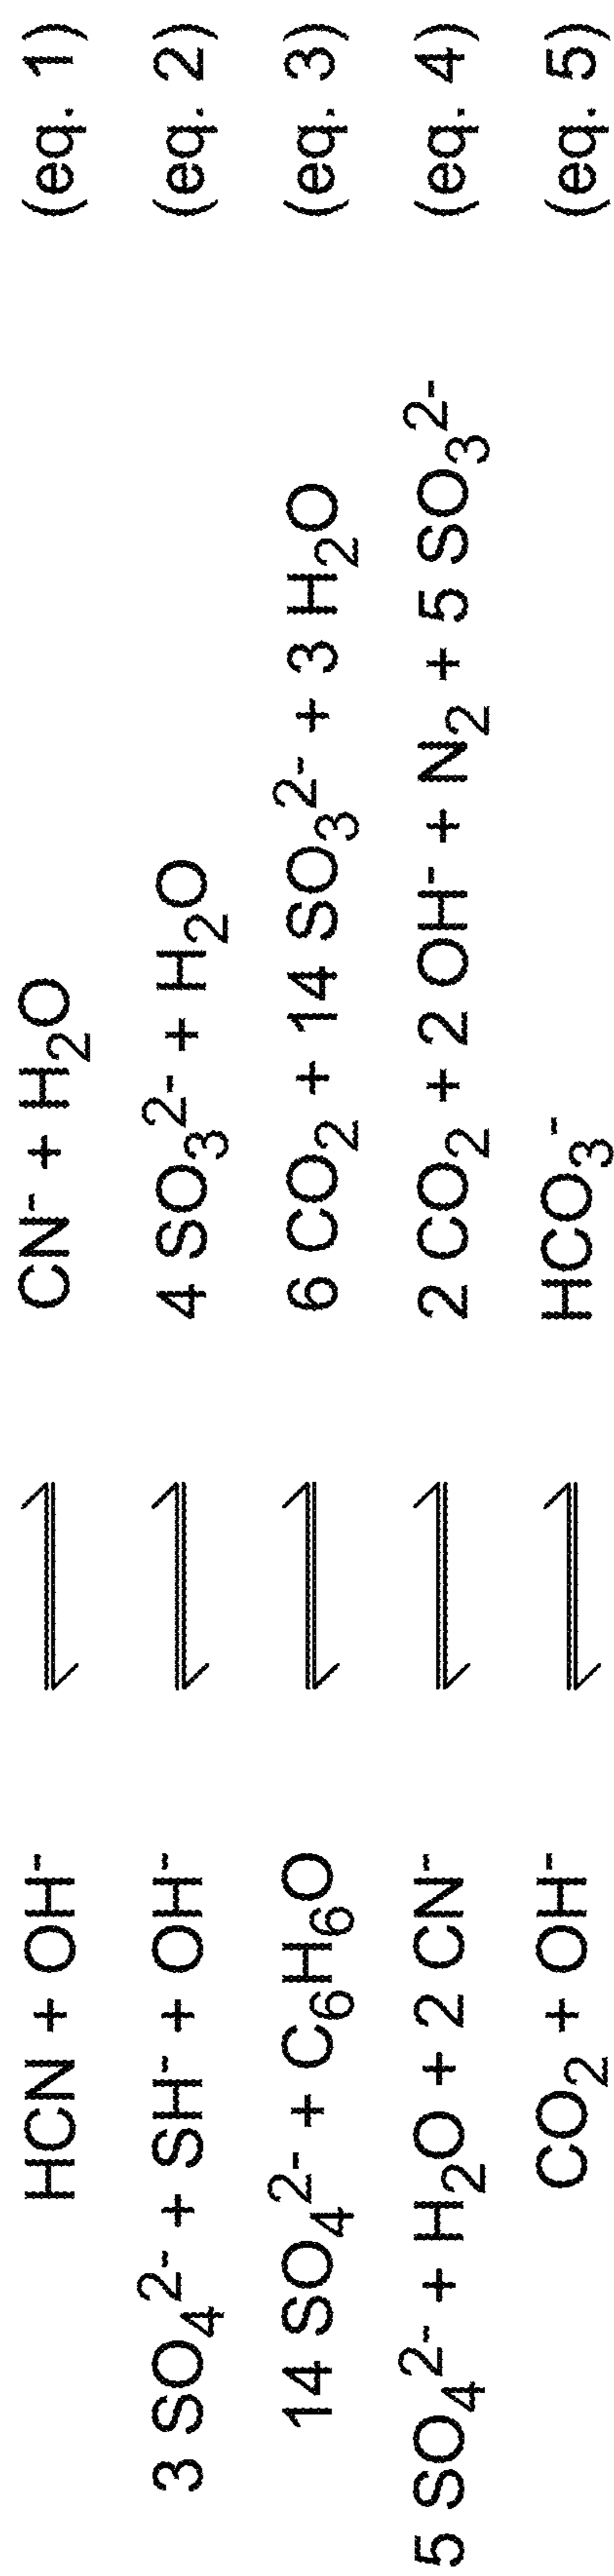 HCN + OH⁻ ⇌ CN⁻ + H₂O (eq. 1)
3 SO₄²⁻ + SH⁻ + OH⁻ ⇌ 4 SO₃²⁻ + H₂O (eq. 2)
14 SO₄²⁻ + C₆H₆O ⇌ 6 CO₂ + 14 SO₃²⁻ + 3 H₂O (eq. 3)
5 SO₄²⁻ + H₂O + 2 CN⁻ ⇌ 2 CO₂ + 2 OH⁻ + N₂ + 5 SO₃²⁻ (eq. 4)
CO₂ + OH⁻ ⇌ HCO₃⁻ (eq. 5)